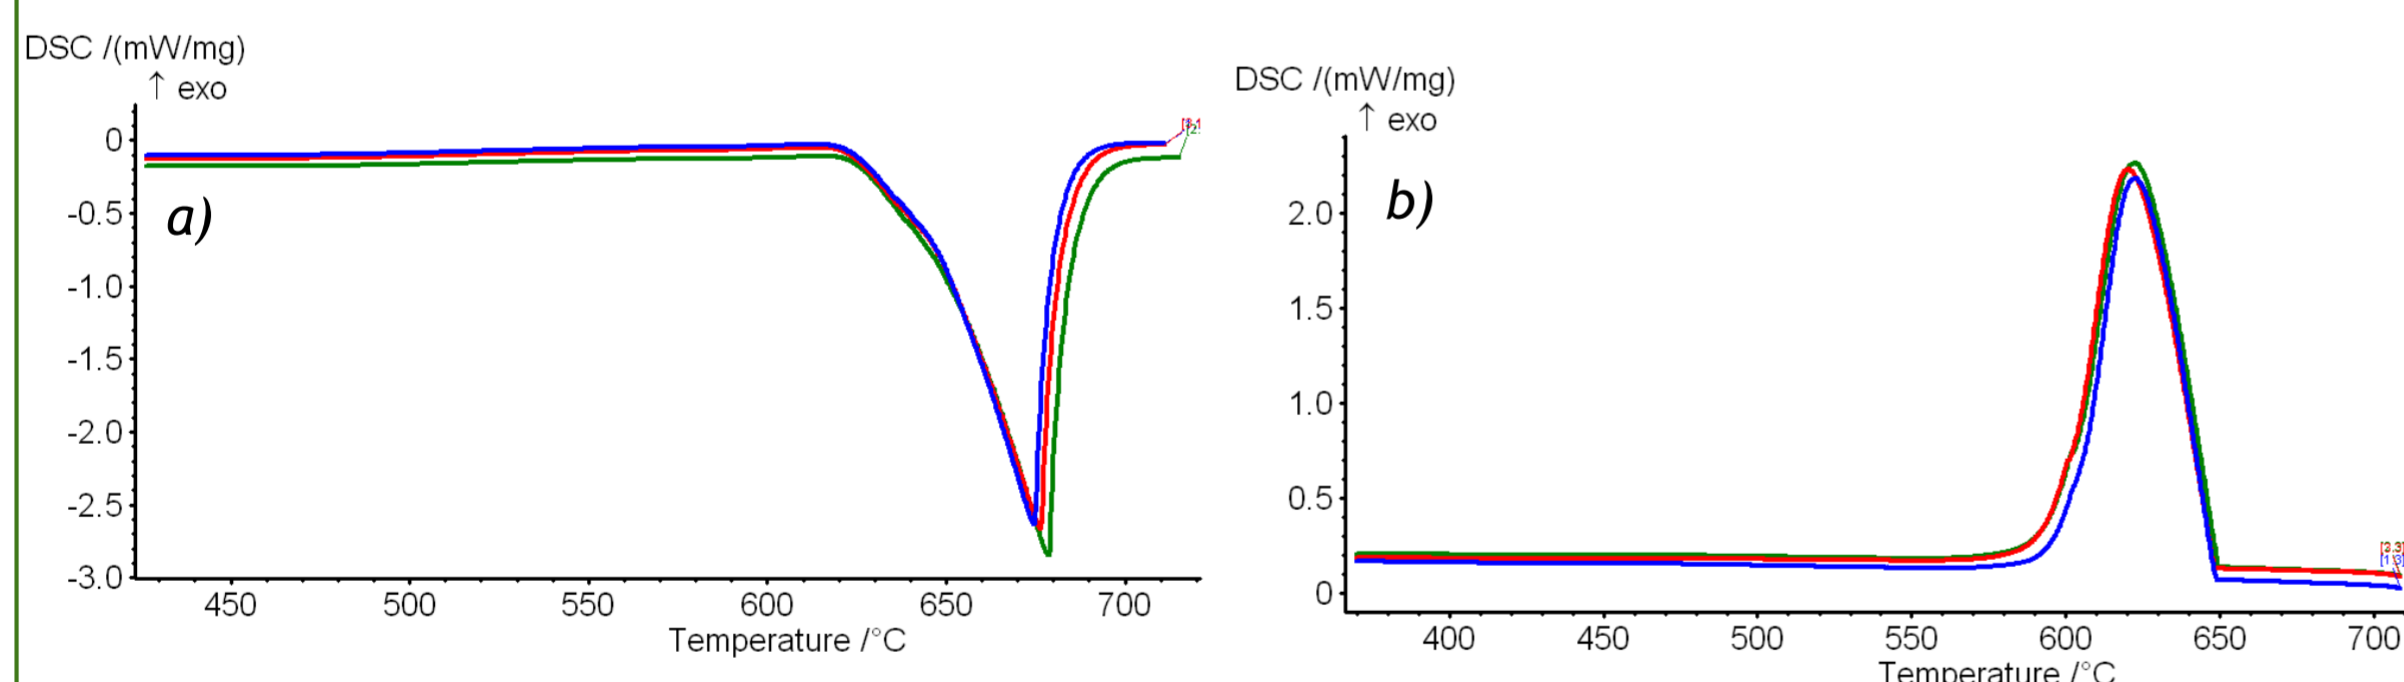 DSC /(mW/mg)
↑ exo
0
-0.5
-1.0
-1.5
-2.0
-2.5
-3.0
a)
450 500 550 600 650 700
Temperature /°C
DSC /(mW/mg)
↑ exo
2.0
1.5
1.0
0.5
0
b)
400 450 500 550 600 650 700
Temperature /°C